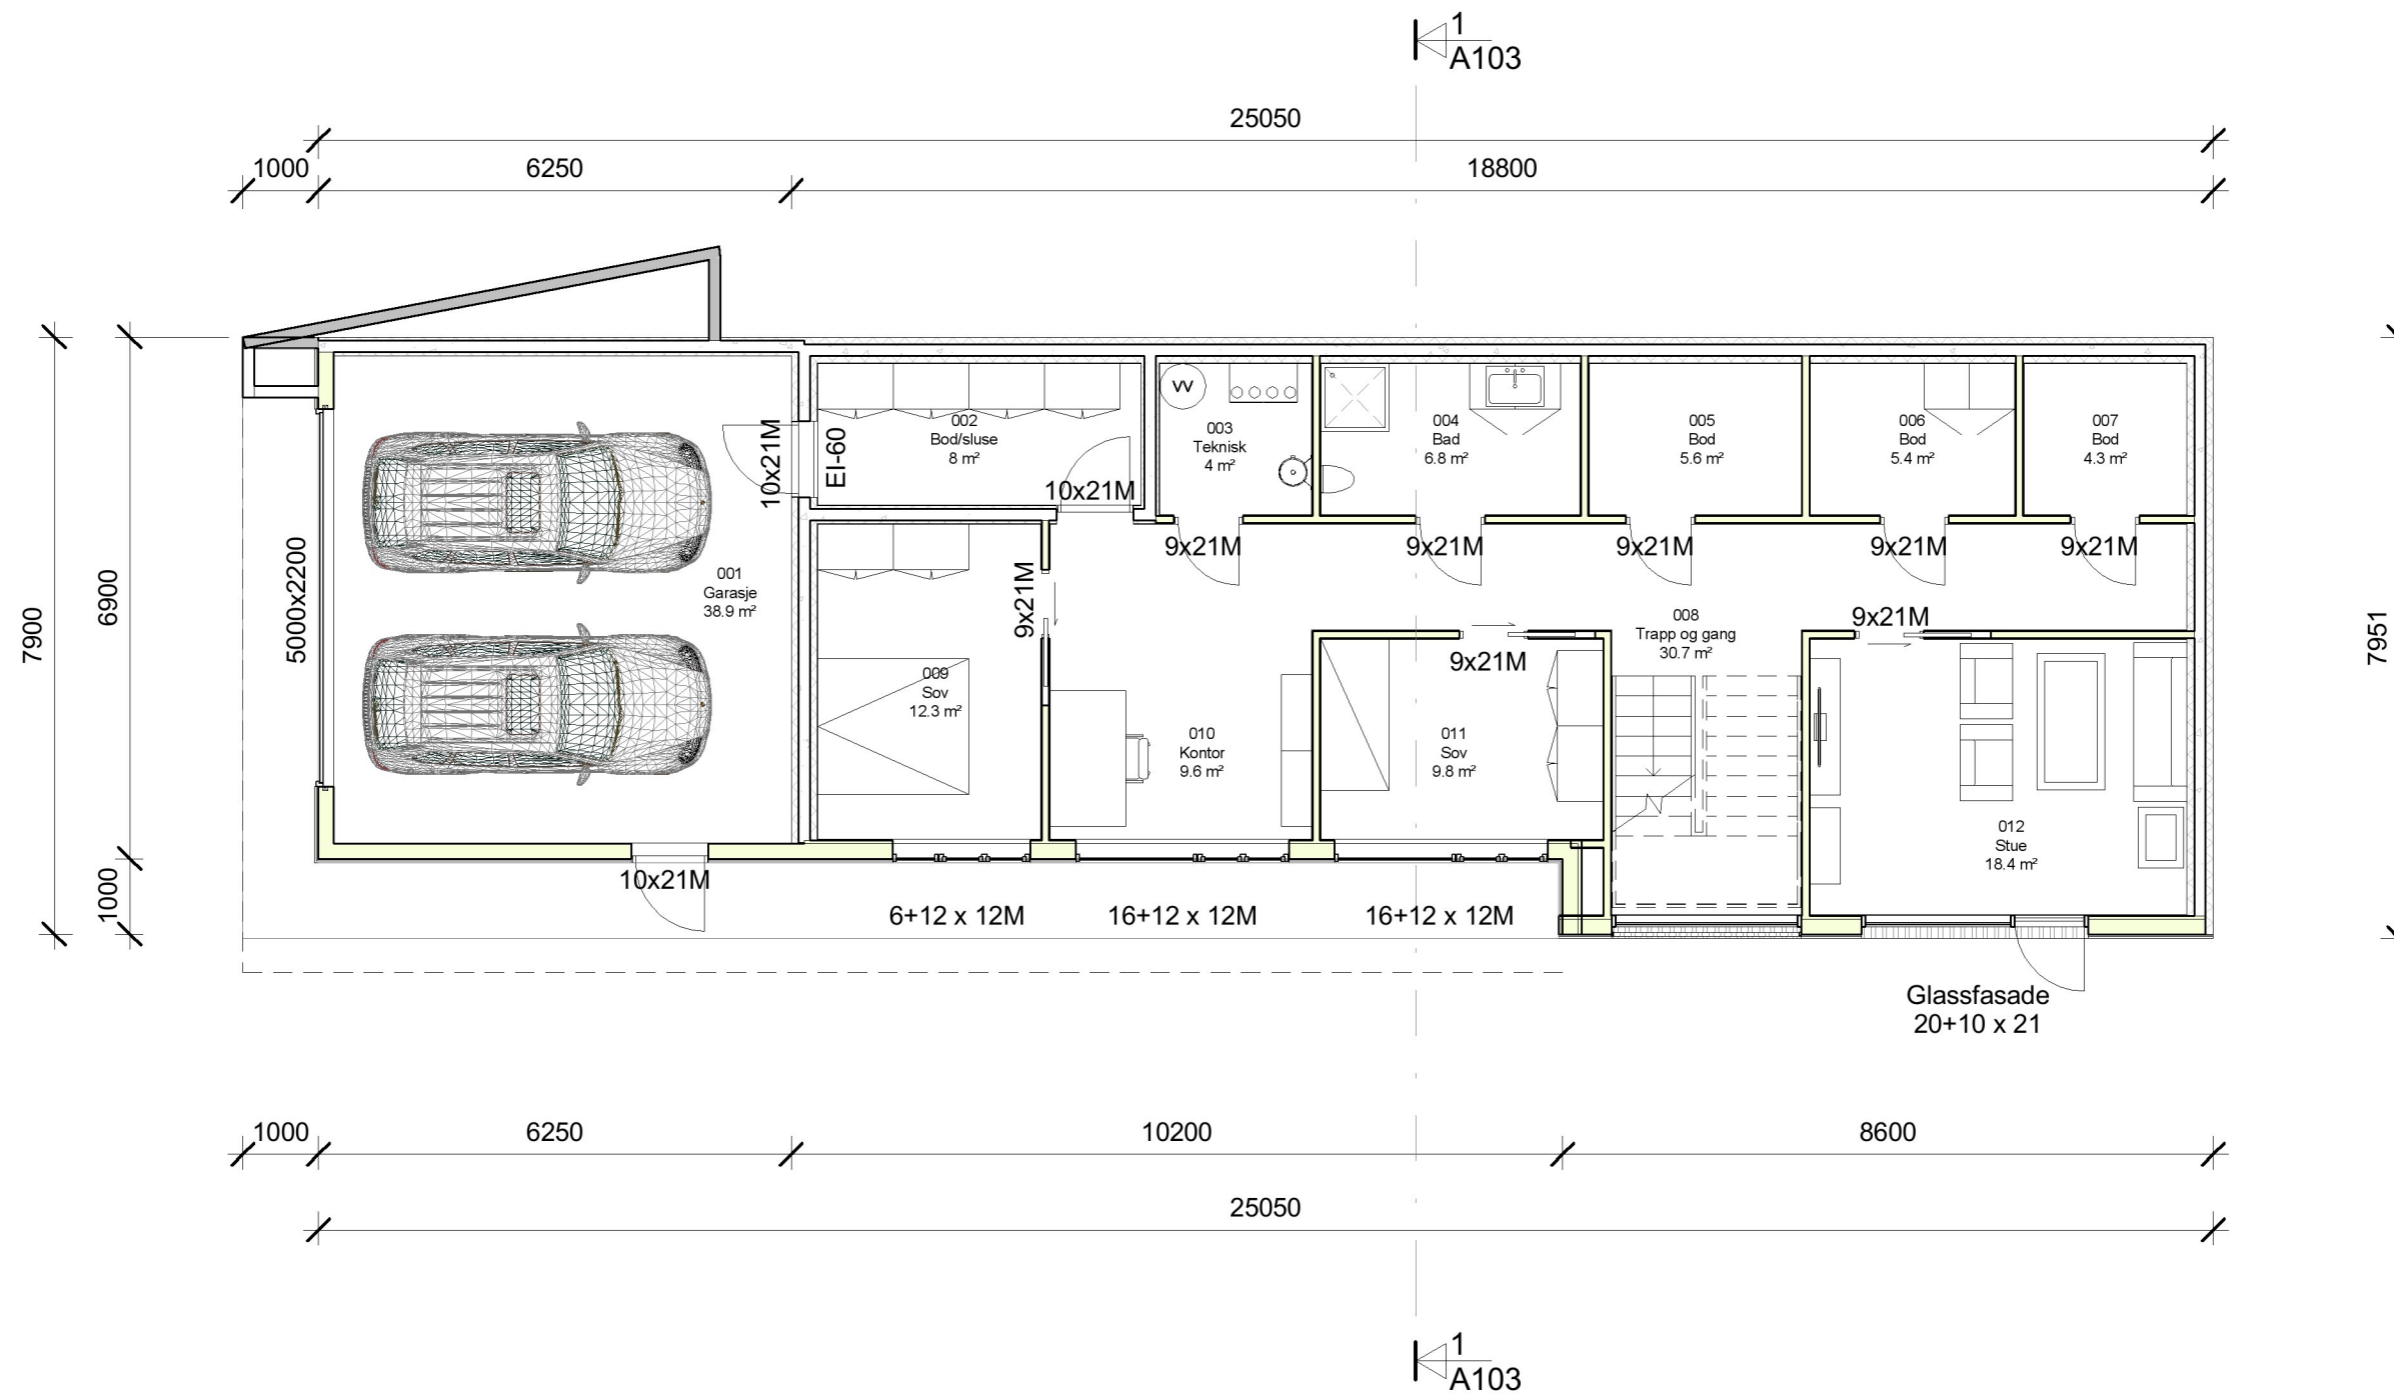 1
A103
25050
1000
6250
18800
7900
6900
1000
5000x2200
7951
001
Garasje
38.9 m²
10x21M
EI-60
002
Bod/sluse
8 m²
10x21M
VV
003
Teknisk
4 m²
004
Bad
6.8 m²
005
Bod
5.6 m²
006
Bod
5.4 m²
007
Bod
4.3 m²
9x21M
9x21M
9x21M
9x21M
9x21M
9x21M
008
Trapp og gang
30.7 m²
9x21M
9x21M
009
Sov
12.3 m²
010
Kontor
9.6 m²
011
Sov
9.8 m²
012
Stue
18.4 m²
10x21M
6+12 x 12M
16+12 x 12M
16+12 x 12M
Glassfasade
20+10 x 21
1000
6250
10200
8600
25050
1
A103